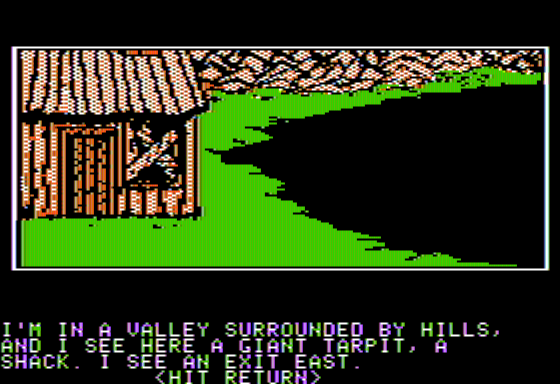 I'M IN A VALLEY SURROUNDED BY HILLS,
AND I SEE HERE A GIANT TARPIT, A
SHACK. I SEE AN EXIT EAST.
<HIT RETURN>